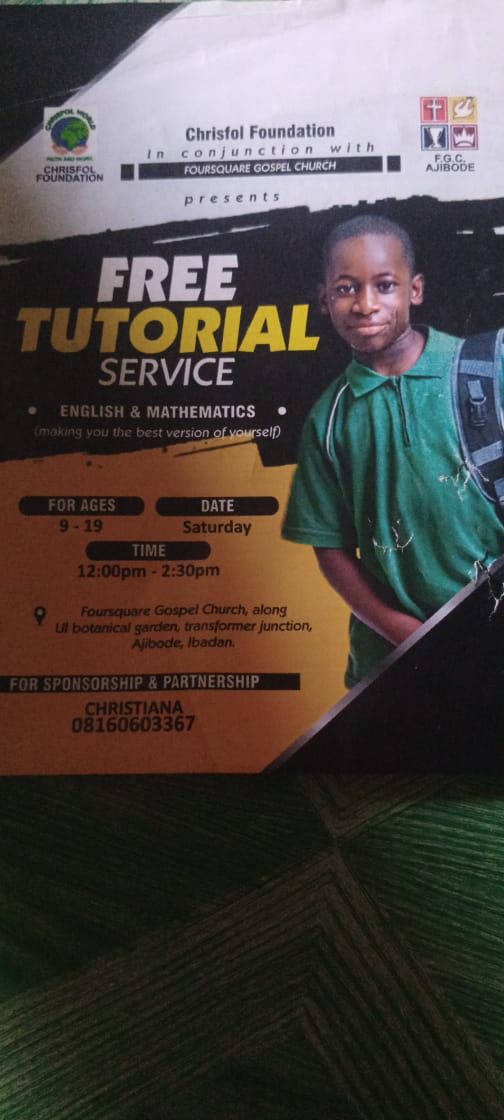 CHRISFOL WORLD
FAITH AND HOPE
CHRISFOL
FOUNDATION
Chrisfol Foundation
In conjunction with
FOURSQUARE GOSPEL CHURCH
presents
F.G.C.
AJIBODE
FREE
TUTORIAL
SERVICE
• ENGLISH & MATHEMATICS •
(making you the best version of yourself)
FOR AGES
9 - 19
DATE
Saturday
TIME
12:00pm - 2:30pm
Foursquare Gospel Church, along
UI botanical garden, transformer junction,
Ajibode, Ibadan.
FOR SPONSORSHIP & PARTNERSHIP
CHRISTIANA
08160603367